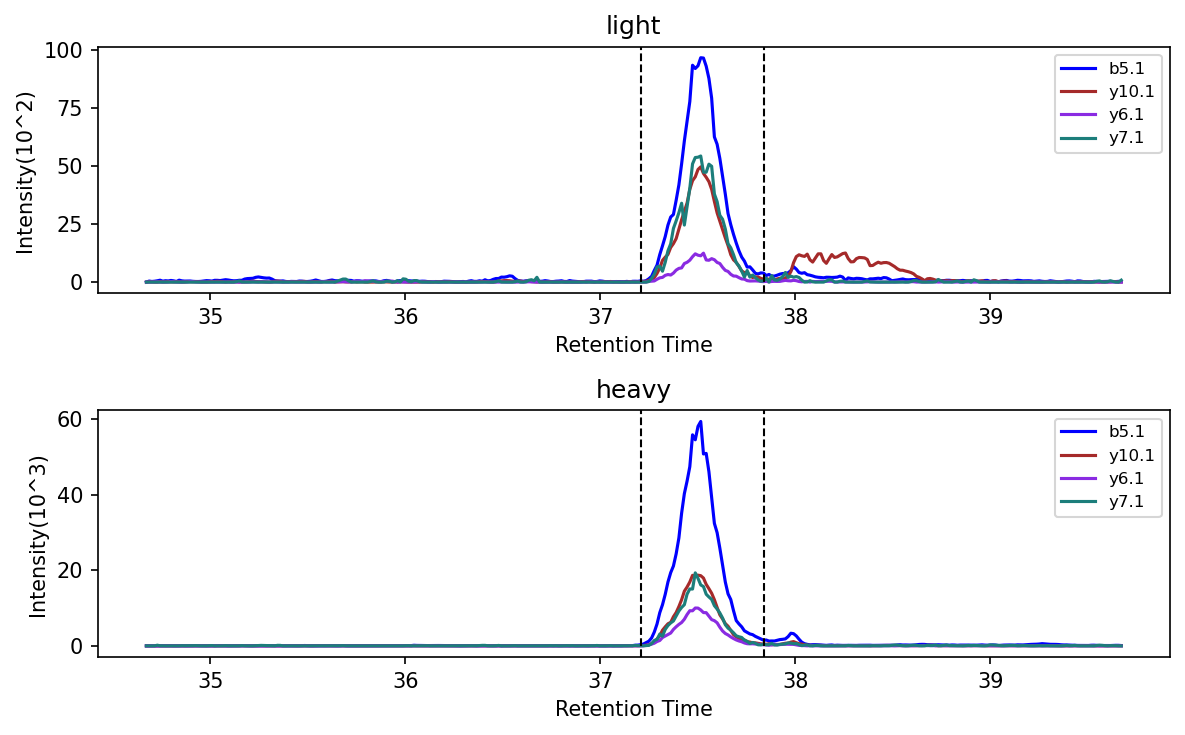 light
Intensity(10^2)
100
75
50
25
0
b5.1
y10.1
y6.1
y7.1
35 36 37 38 39
Retention Time
heavy
Intensity(10^3)
60
40
20
0
b5.1
y10.1
y6.1
y7.1
35 36 37 38 39
Retention Time